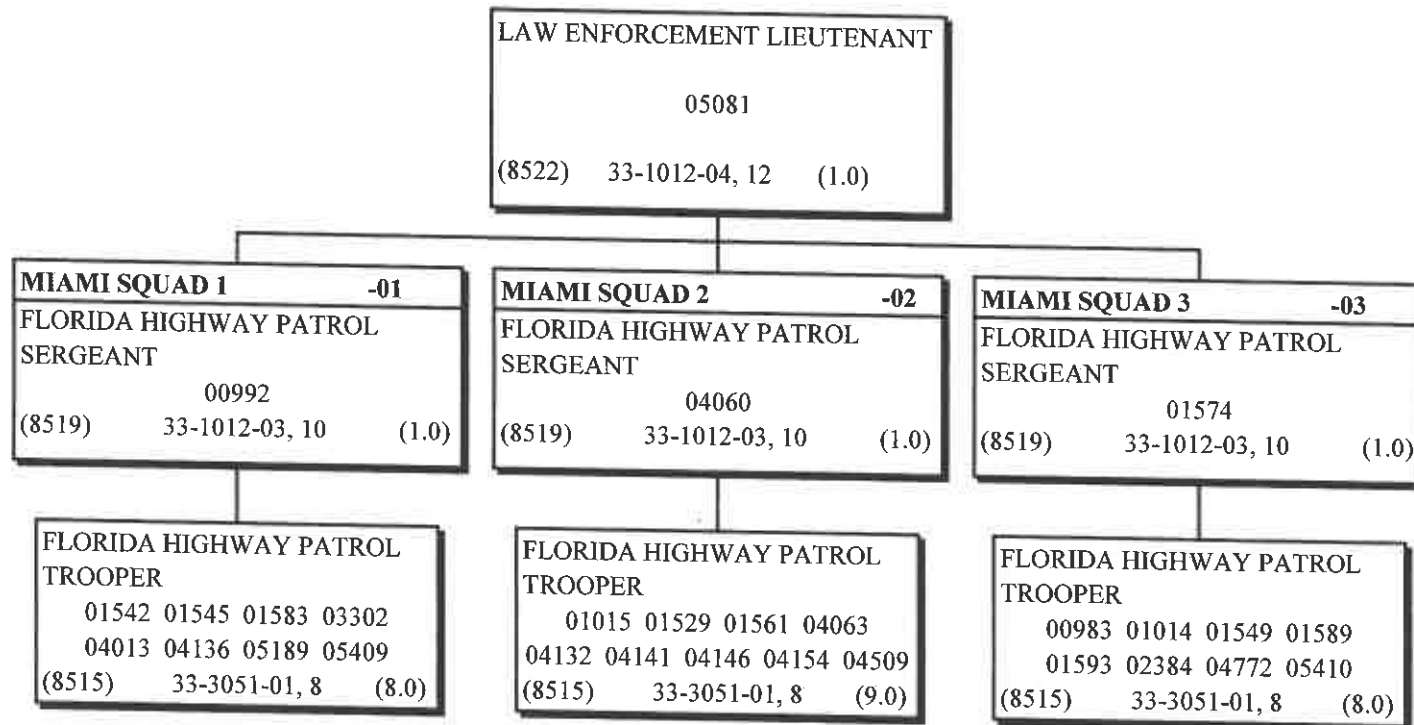 LAW ENFORCEMENT LIEUTENANT
05081
(8522) 33-1012-04, 12 (1.0)
MIAMI SQUAD 1 -01
FLORIDA HIGHWAY PATROL
SERGEANT
00992
(8519) 33-1012-03, 10 (1.0)
FLORIDA HIGHWAY PATROL
TROOPER
01542 01545 01583 03302
04013 04136 05189 05409
(8515) 33-3051-01, 8 (8.0)
MIAMI SQUAD 2 -02
FLORIDA HIGHWAY PATROL
SERGEANT
04060
(8519) 33-1012-03, 10 (1.0)
FLORIDA HIGHWAY PATROL
TROOPER
01015 01529 01561 04063
04132 04141 04146 04154 04509
(8515) 33-3051-01, 8 (9.0)
MIAMI SQUAD 3 -03
FLORIDA HIGHWAY PATROL
SERGEANT
01574
(8519) 33-1012-03, 10 (1.0)
FLORIDA HIGHWAY PATROL
TROOPER
00983 01014 01549 01589
01593 02384 04772 05410
(8515) 33-3051-01, 8 (8.0)